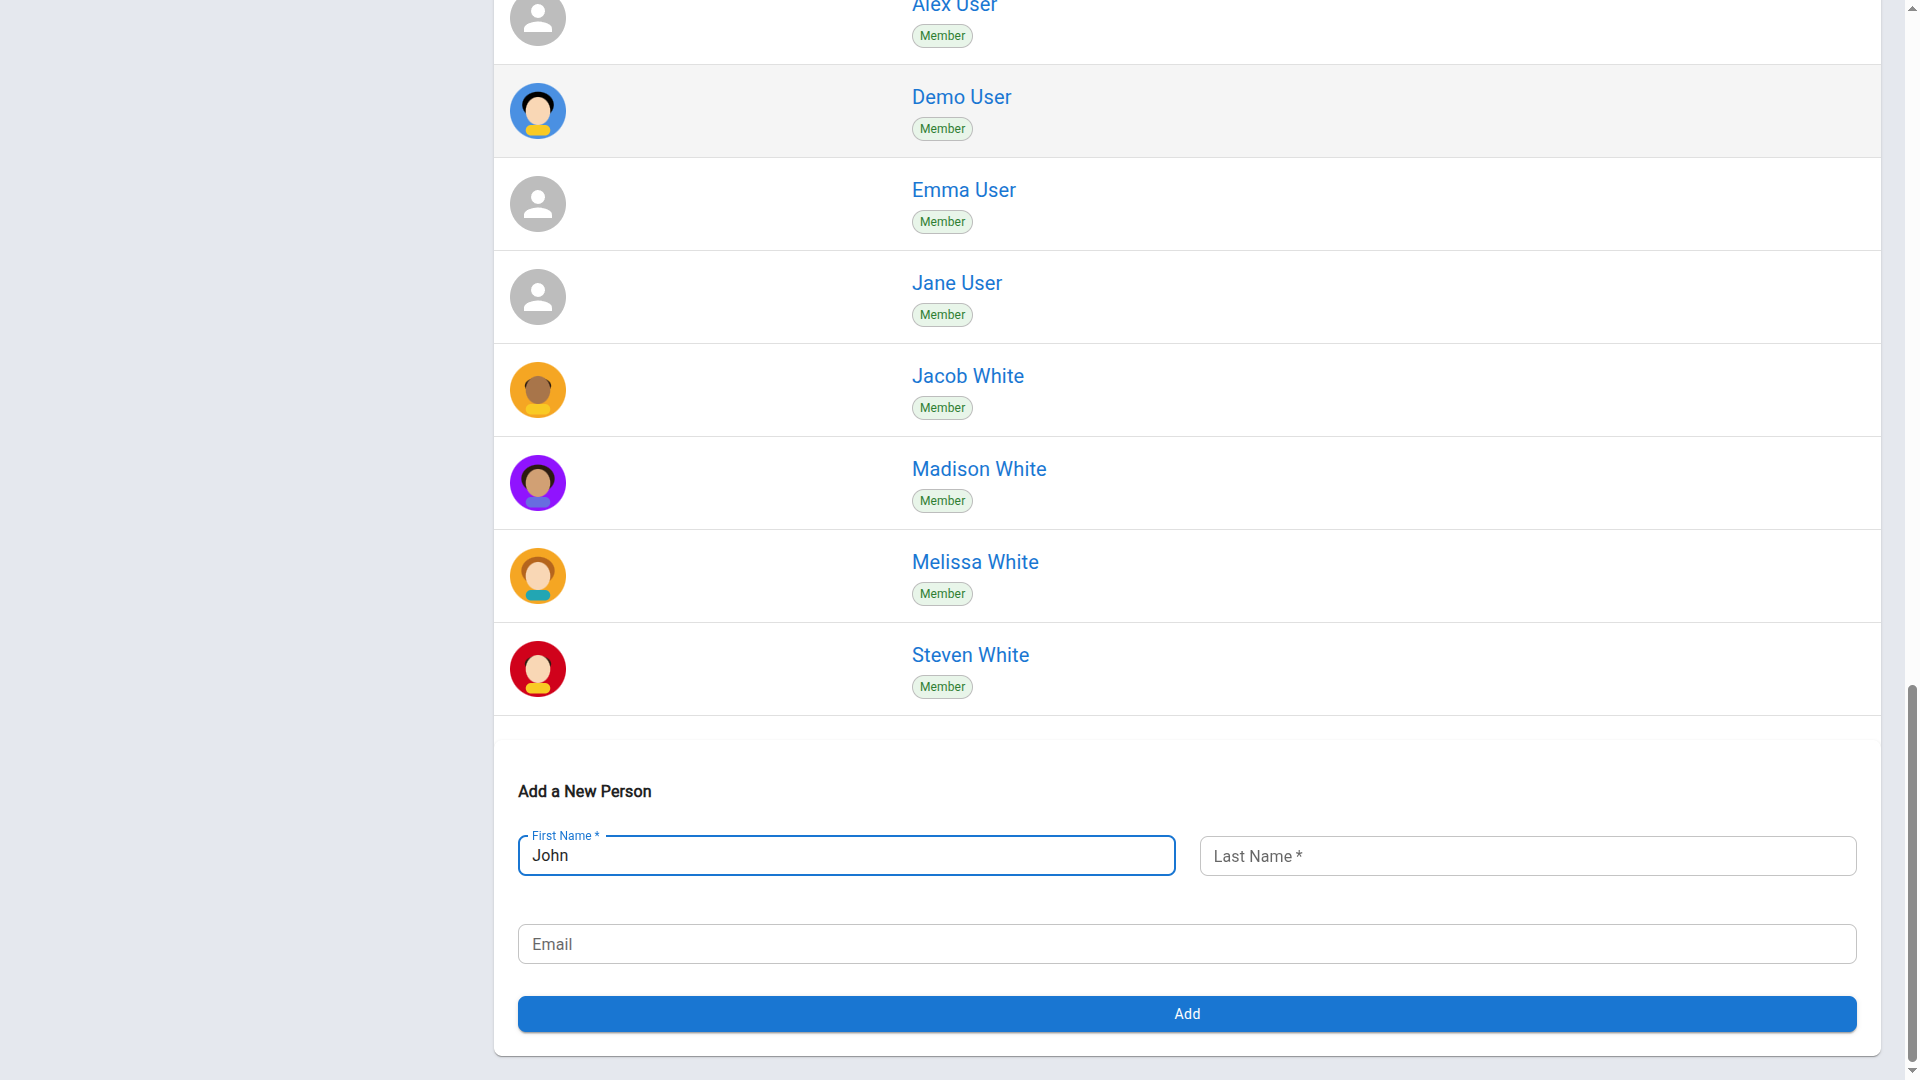 Alex User
Member
Demo User
Member
Emma User
Member
Jane User
Member
Jacob White
Member
Madison White
Member
Melissa White
Member
Steven White
Member
Add a New Person
First Name *
John
Last Name *
Email
Add